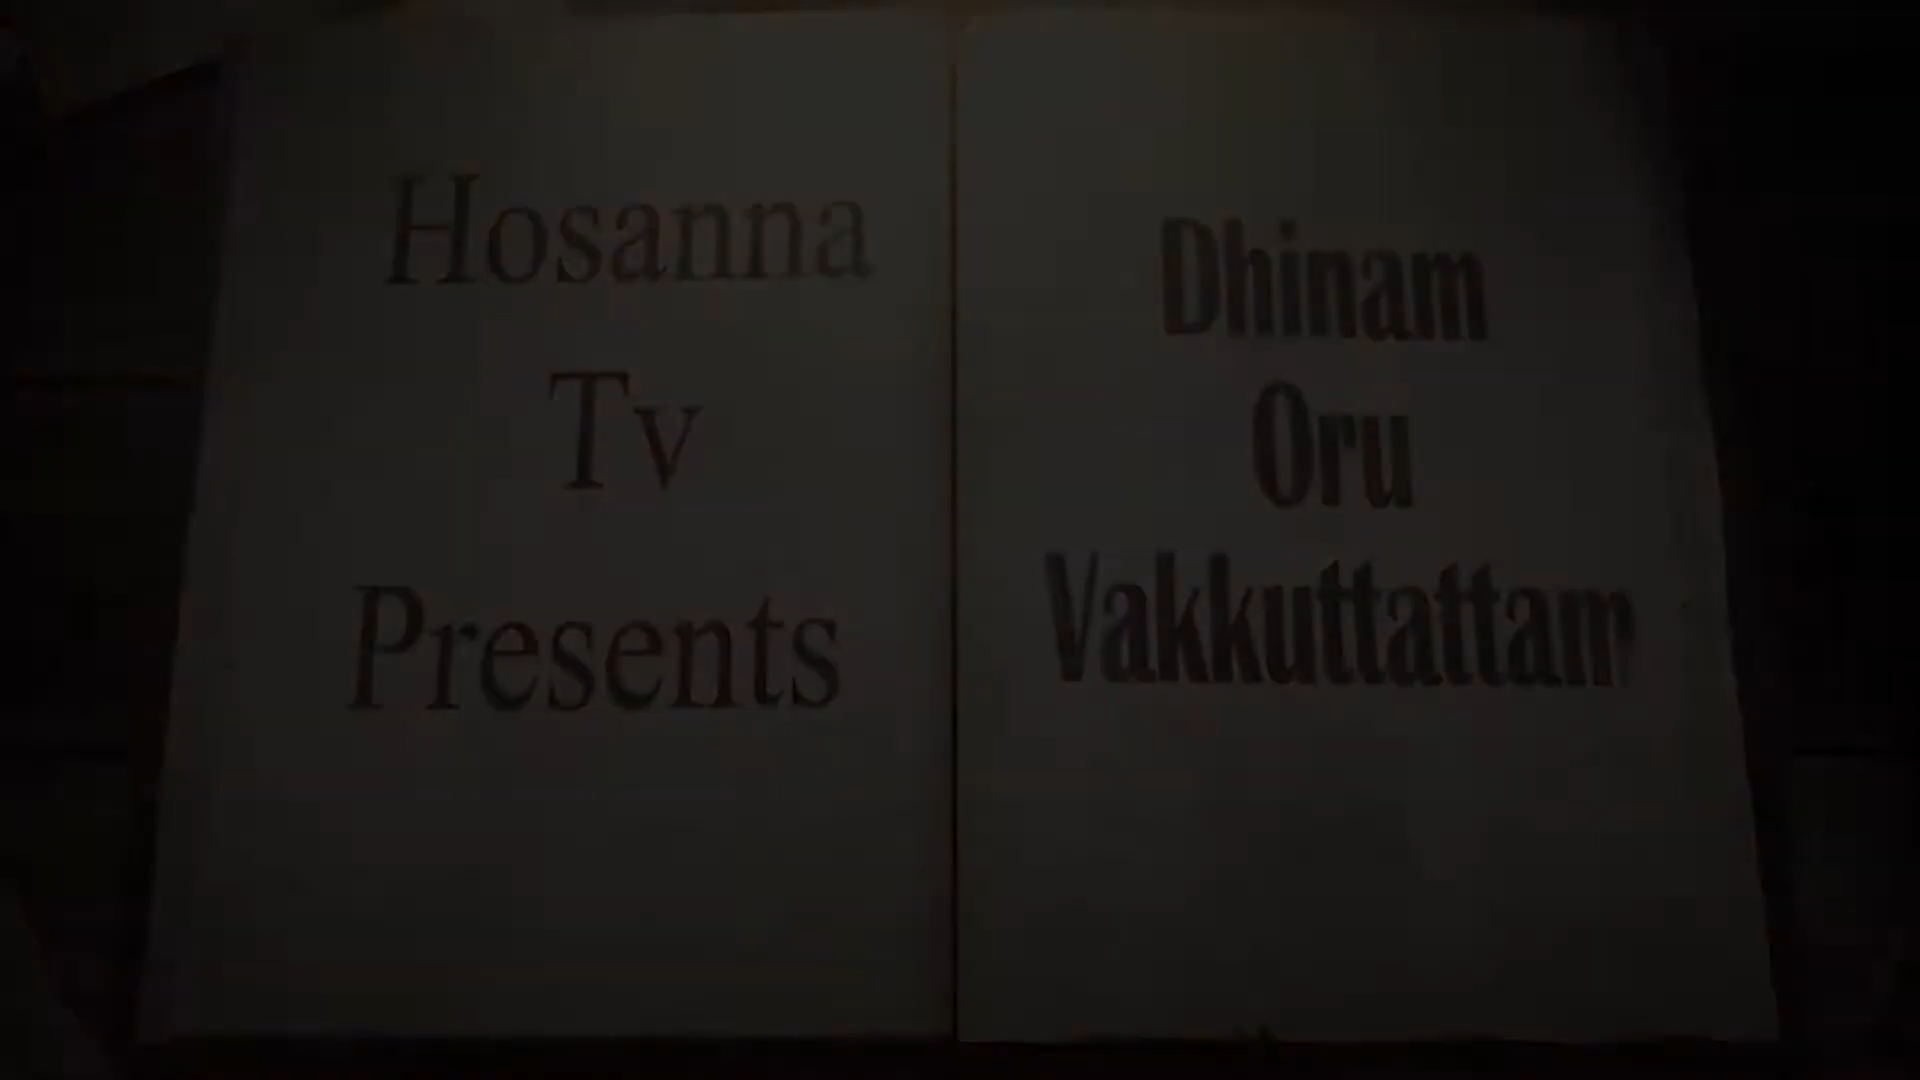 Hosanna
Tv
Presents
Dhinam
Oru
Vakkuttattam